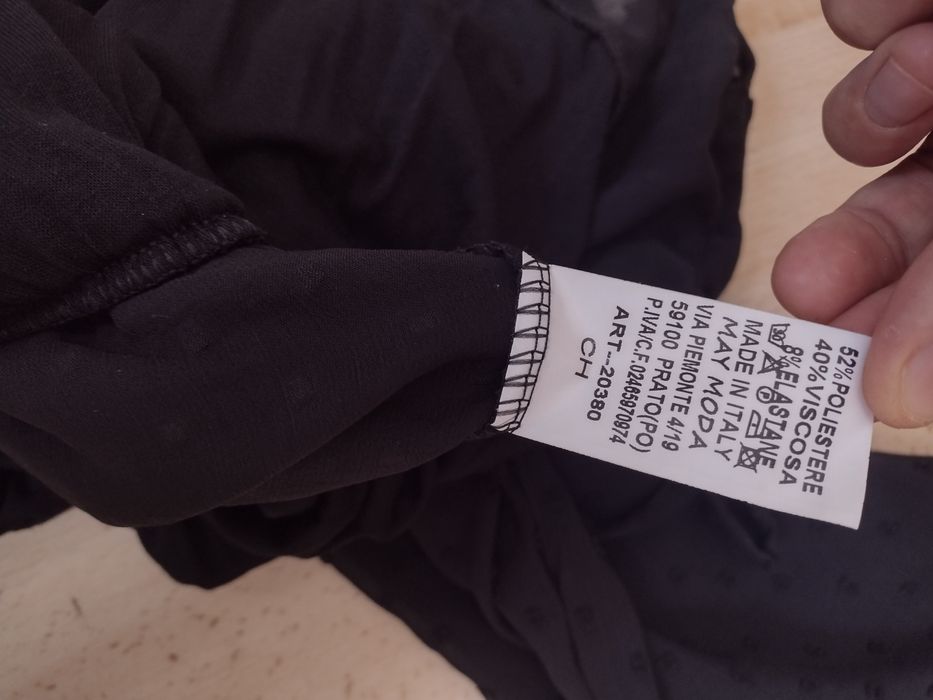 52%POLIESTERE
40%VISCOSA
8%ELASTANE
MADE IN ITALY
MAY MODA
VIA PIEMONTE 4/19
59100 PRATO(PO)
P.IVA/C.F.02465970974
ART--20380
CH